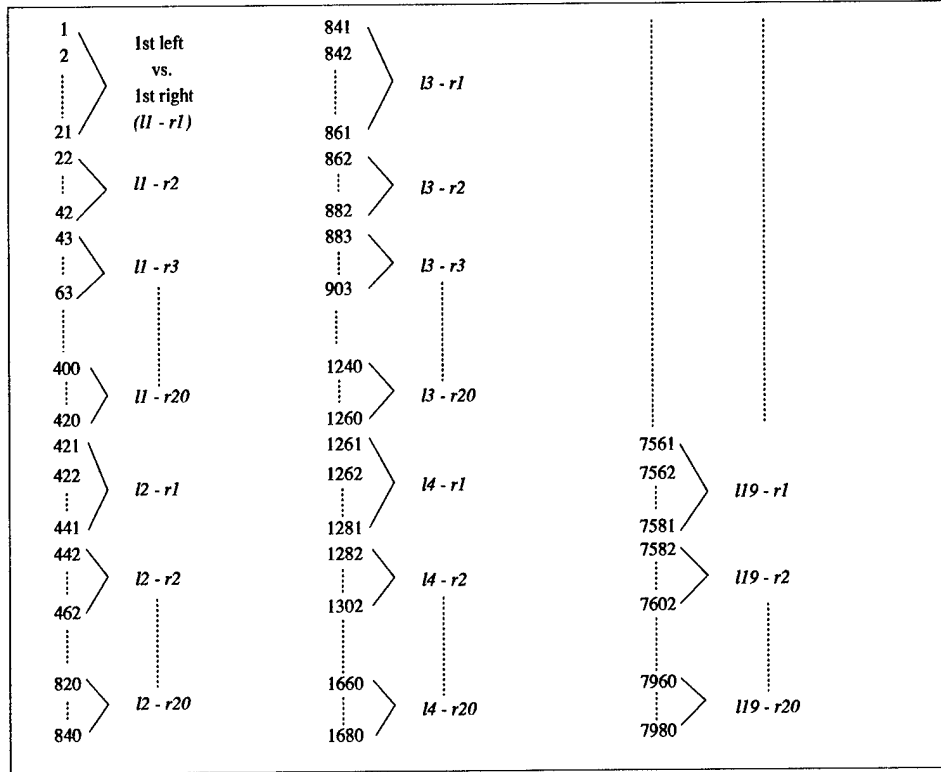 1
2
21
1st left
vs.
1st right
(l1 - r1)
22
42
l1 - r2
43
63
l1 - r3
400
420
l1 - r20
421
422
441
l2 - r1
442
462
l2 - r2
820
840
l2 - r20
841
842
861
l3 - r1
862
882
l3 - r2
883
903
l3 - r3
1240
1260
l3 - r20
1261
1262
1281
l4 - r1
1282
1302
l4 - r2
1660
1680
l4 - r20
7561
7562
7581
l19 - r1
7582
7602
l19 - r2
7960
7980
l19 - r20